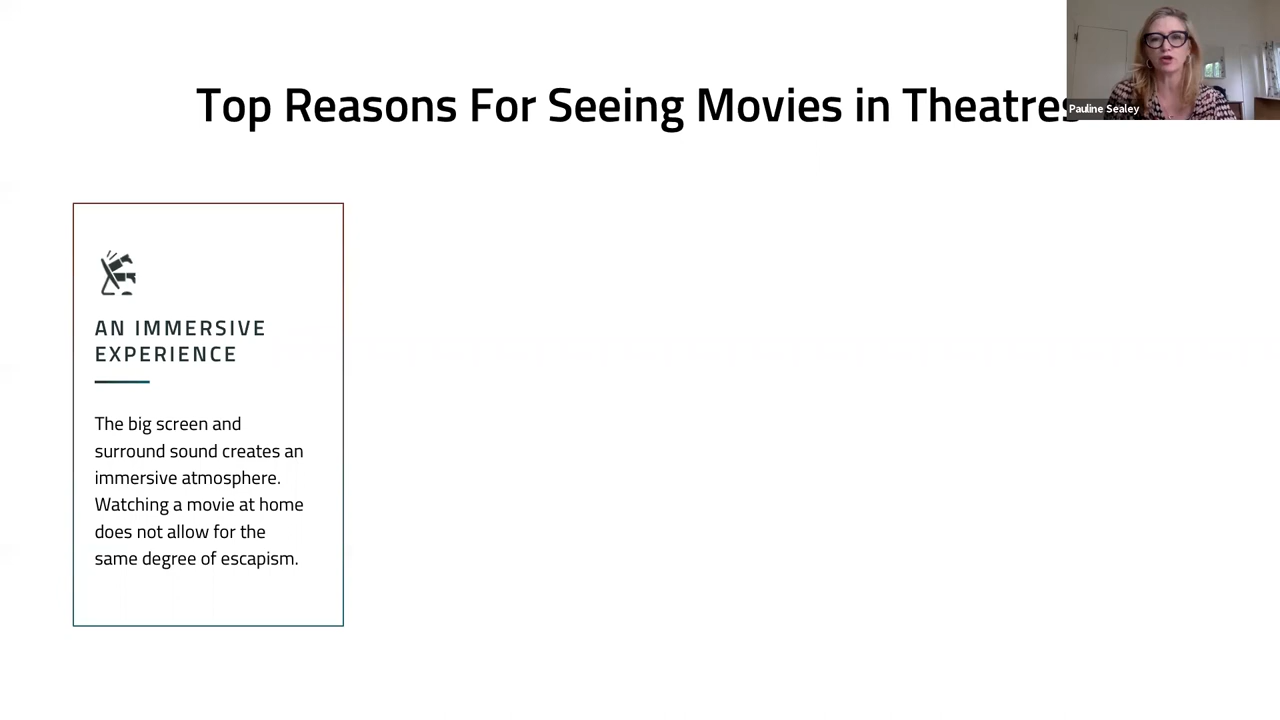 Top Reasons For Seeing Movies in Theatres
Pauline Sealey
AN IMMERSIVE
EXPERIENCE
The big screen and
surround sound creates an
immersive atmosphere.
Watching a movie at home
does not allow for the
same degree of escapism.